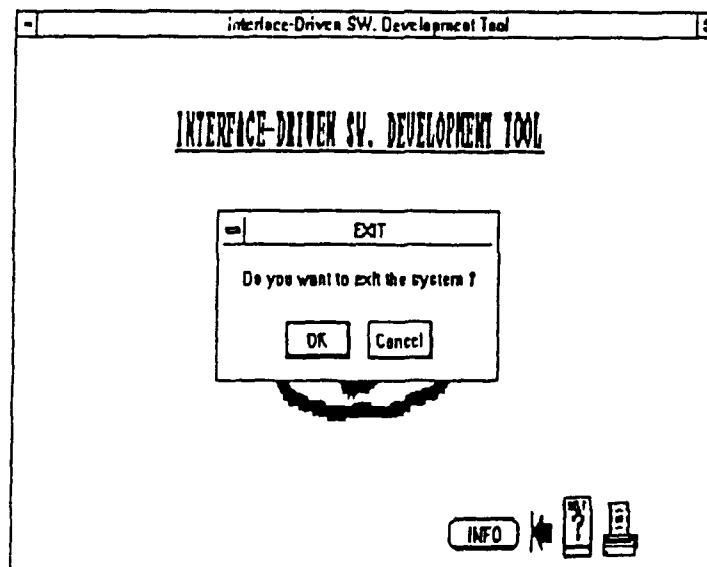 Interface-Driven SW. Development Tool
INTERFACE-DRIVEN SW. DEVELOPMENT TOOL
EXIT
Do you want to exit the system ?
OK Cancel
?
INFO